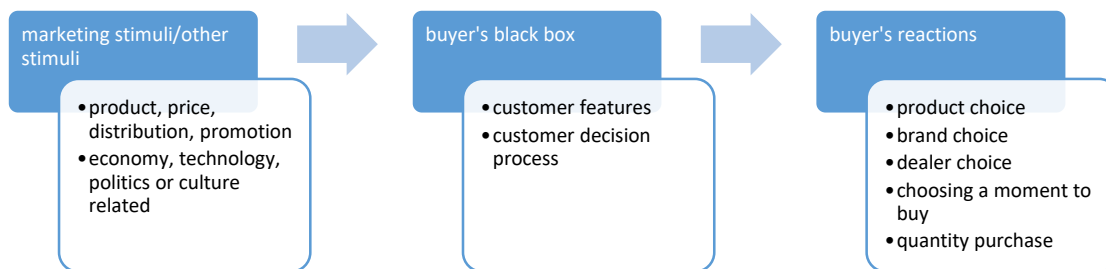 marketing stimuli/other
stimuli
•product, price,
distribution, promotion
•economy, technology,
politics or culture
related
buyer's black box
•customer features
•customer decision
process
buyer's reactions
•product choice
•brand choice
•dealer choice
•choosing a moment to
buy
•quantity purchase